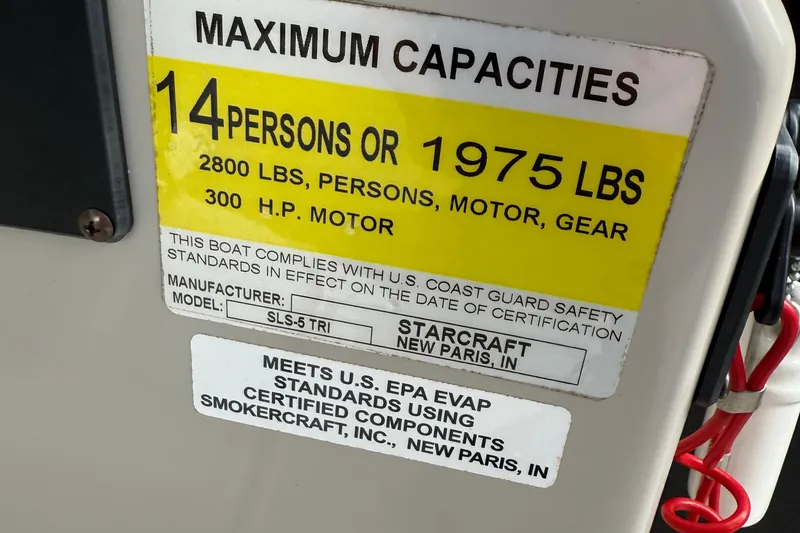 MAXIMUM CAPACITIES
14 PERSONS OR 1975 LBS
2800 LBS, PERSONS, MOTOR, GEAR
300 H.P. MOTOR
THIS BOAT COMPLIES WITH U.S. COAST GUARD SAFETY
STANDARDS IN EFFECT ON THE DATE OF CERTIFICATION
MANUFACTURER: STARCRAFT
MODEL: SLS-5 TRI NEW PARIS, IN
MEETS U.S. EPA EVAP
STANDARDS USING
CERTIFIED COMPONENTS
SMOKERCRAFT, INC., NEW PARIS, IN